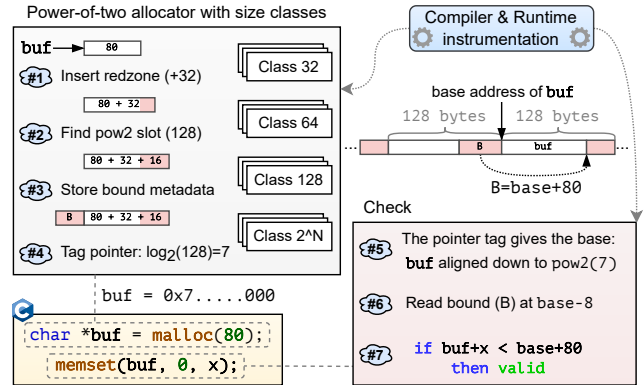 Power-of-two allocator with size classes
buf
80
#1 Insert redzone (+32)
80 + 32
#2 Find pow2 slot (128)
80 + 32 + 16
#3 Store bound metadata
B 80 + 32 + 16
#4 Tag pointer: log2(128)=7
Class 32
Class 64
Class 128
Class 2^N
Compiler & Runtime
instrumentation
base address of buf
128 bytes 128 bytes
... B buf ...
B=base+80
Check
#5 The pointer tag gives the base:
buf aligned down to pow2(7)
#6 Read bound (B) at base-8
#7 if buf+x < base+80
then valid
buf = 0x7.....000
C
char *buf = malloc(80);
memset(buf, 0, x);